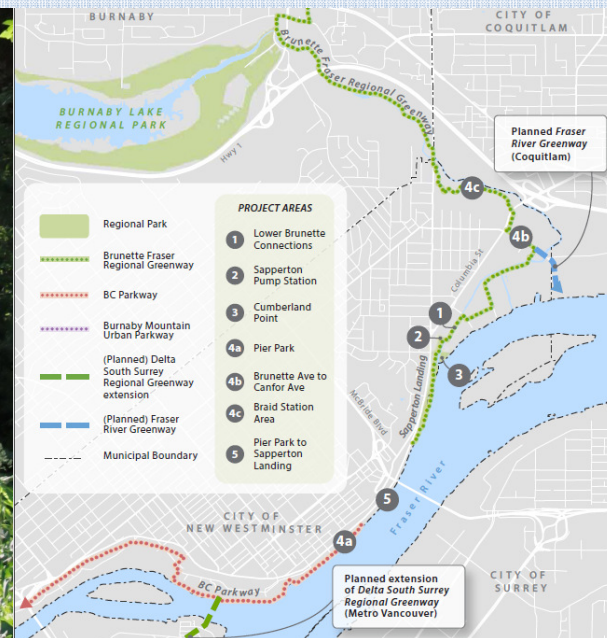 BURNABY
CITY OF
COQUITLAM
Brunette Fraser Regional Greenway
BURNABY LAKE
REGIONAL PARK
Hwy 1
Planned Fraser
River Greenway
(Coquitlam)
4c
4b
Regional Park
Brunette Fraser
Regional Greenway
BC Parkway
Burnaby Mountain
Urban Parkway
(Planned) Delta
South Surrey
Regional Greenway
extension
(Planned) Fraser
River Greenway
Municipal Boundary
PROJECT AREAS
1 Lower Brunette
Connections
2 Sapperton
Pump Station
3 Cumberland
Point
4a Pier Park
4b Brunette Ave to
Canfor Ave
4c Braid Station
Area
5 Pier Park to
Sapperton
Landing
Columbia St
1
2
3
Sapperton Landing
McBride Blvd
5
Fraser River
CITY OF
NEW WESTMINSTER
4a
BC Parkway
Planned extension
of Delta South Surrey
Regional Greenway
(Metro Vancouver)
CITY OF
SURREY